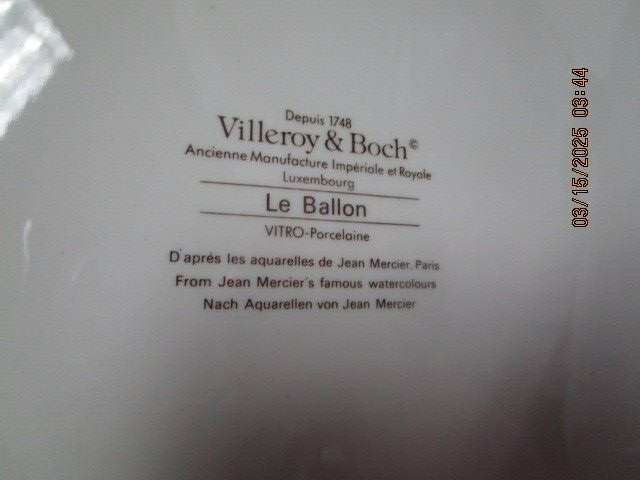 Depuis 1748
Villeroy & Boch©
Ancienne Manufacture Impériale et Royale
Luxembourg
Le Ballon
VITRO-Porcelaine
D'aprés les aquarelles de Jean Mercier, Paris
From Jean Mercier's famous watercolours
Nach Aquarellen von Jean Mercier
03/15/2025 03:44